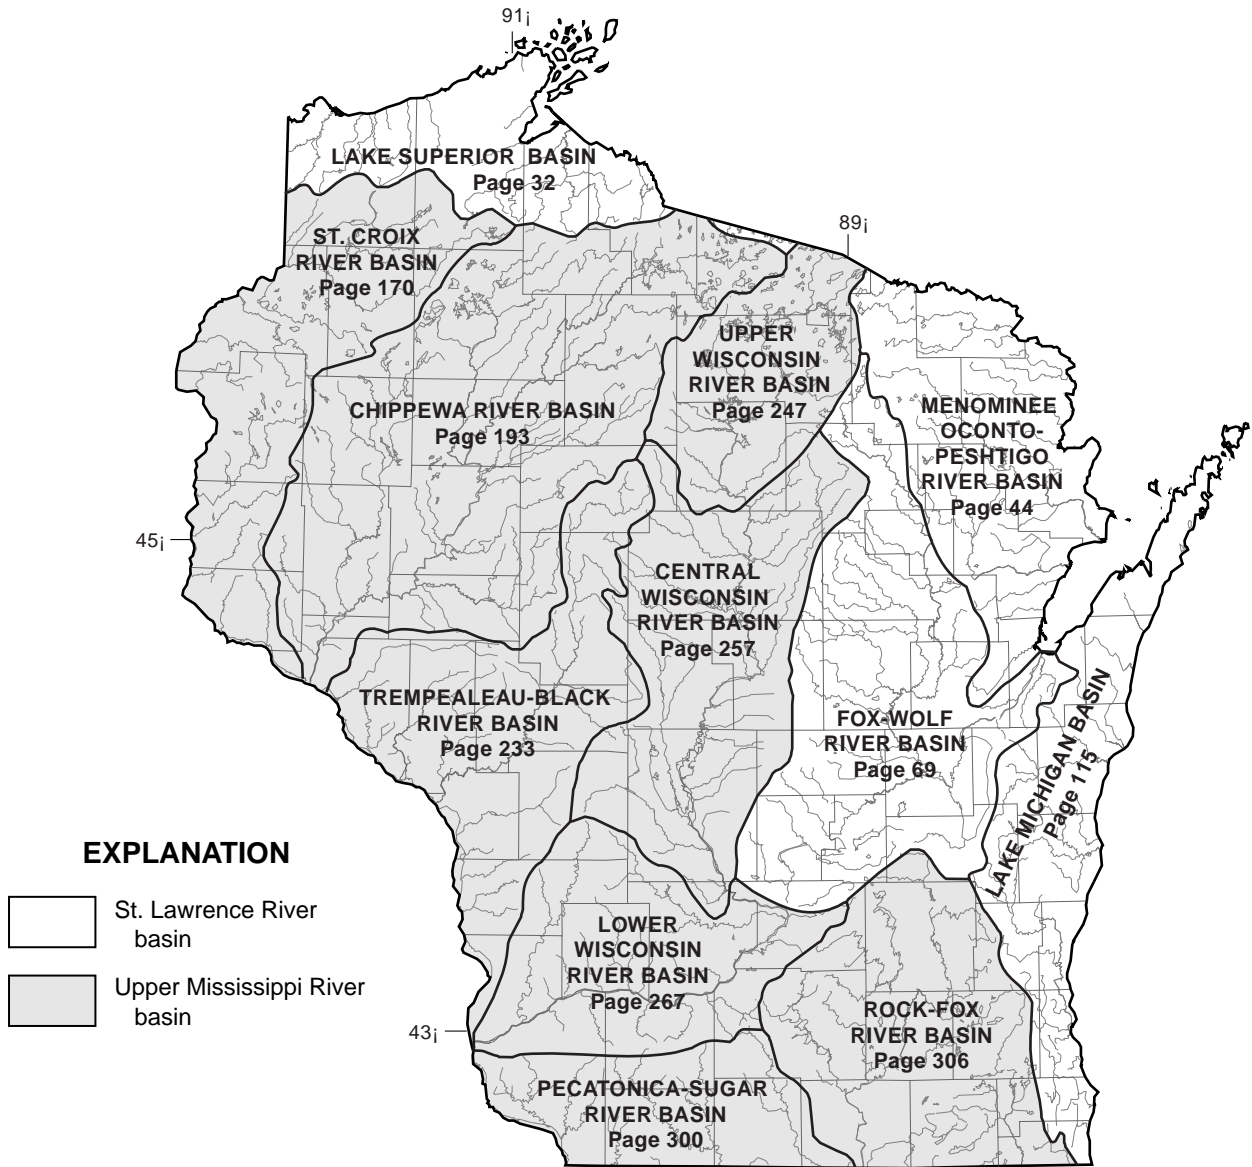 91¡
LAKE SUPERIOR BASIN
Page 32
89¡
ST. CROIX
RIVER BASIN
Page 170
UPPER
WISCONSIN
RIVER BASIN
Page 247
CHIPPEWA RIVER BASIN
Page 193
MENOMINEE
OCONTO-
PESHTIGO
RIVER BASIN
Page 44
45¡
CENTRAL
WISCONSIN
RIVER BASIN
Page 257
TREMPEALEAU-BLACK
RIVER BASIN
Page 233
FOX-WOLF
RIVER BASIN
Page 69
LAKE MICHIGAN BASIN
Page 115
EXPLANATION
St. Lawrence River
basin
Upper Mississippi River
basin
LOWER
WISCONSIN
RIVER BASIN
Page 267
43¡
ROCK-FOX
RIVER BASIN
Page 306
PECATONICA-SUGAR
RIVER BASIN
Page 300